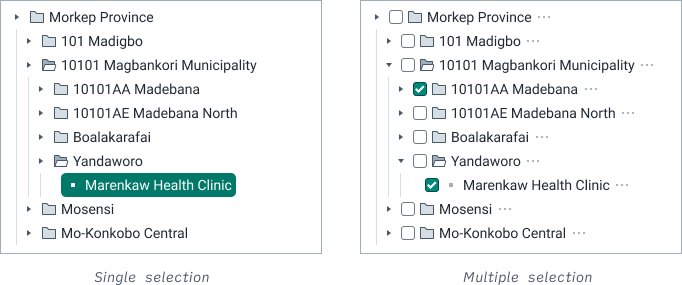 Morkep Province
101 Madigbo
10101 Magbankori Municipality
10101AA Madebana
10101AE Madebana North
Boalakarafai
Yandaworo
Marenkaw Health Clinic
Mosensi
Mo-Konkobo Central
Single selection
Morkep Province ···
101 Madigbo ···
10101 Magbankori Municipality ···
10101AA Madebana ···
10101AE Madebana North ···
Boalakarafai ···
Yandaworo ···
Marenkaw Health Clinic ···
Mosensi ···
Mo-Konkobo Central ···
Multiple selection